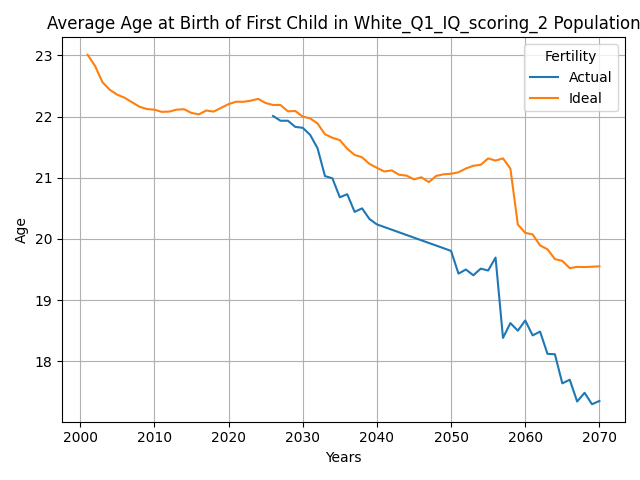 Average Age at Birth of First Child in White_Q1_IQ_scoring_2 Population
Fertility
Actual
Ideal
Age
23
22
21
20
19
18
2000
2010
2020
2030
2040
2050
2060
2070
Years